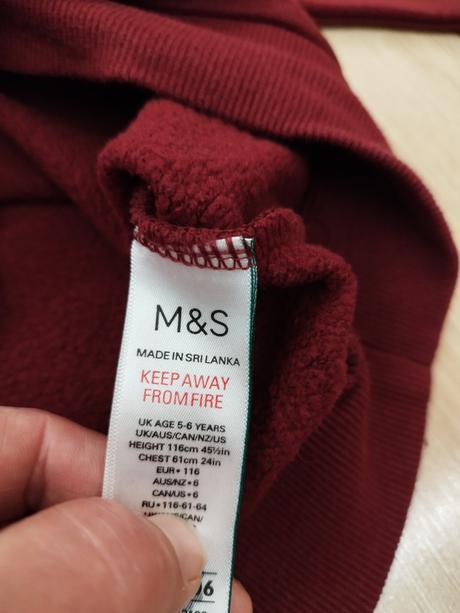 M&S
MADE IN SRI LANKA
KEEP AWAY
FROM FIRE
UK AGE 5-6 YEARS
UK/AUS/CAN/NZ/US
HEIGHT 116cm 45½in
CHEST 61cm 24in
EUR • 116
AUS/NZ • 6
CAN/US • 6
RU • 116-61-64